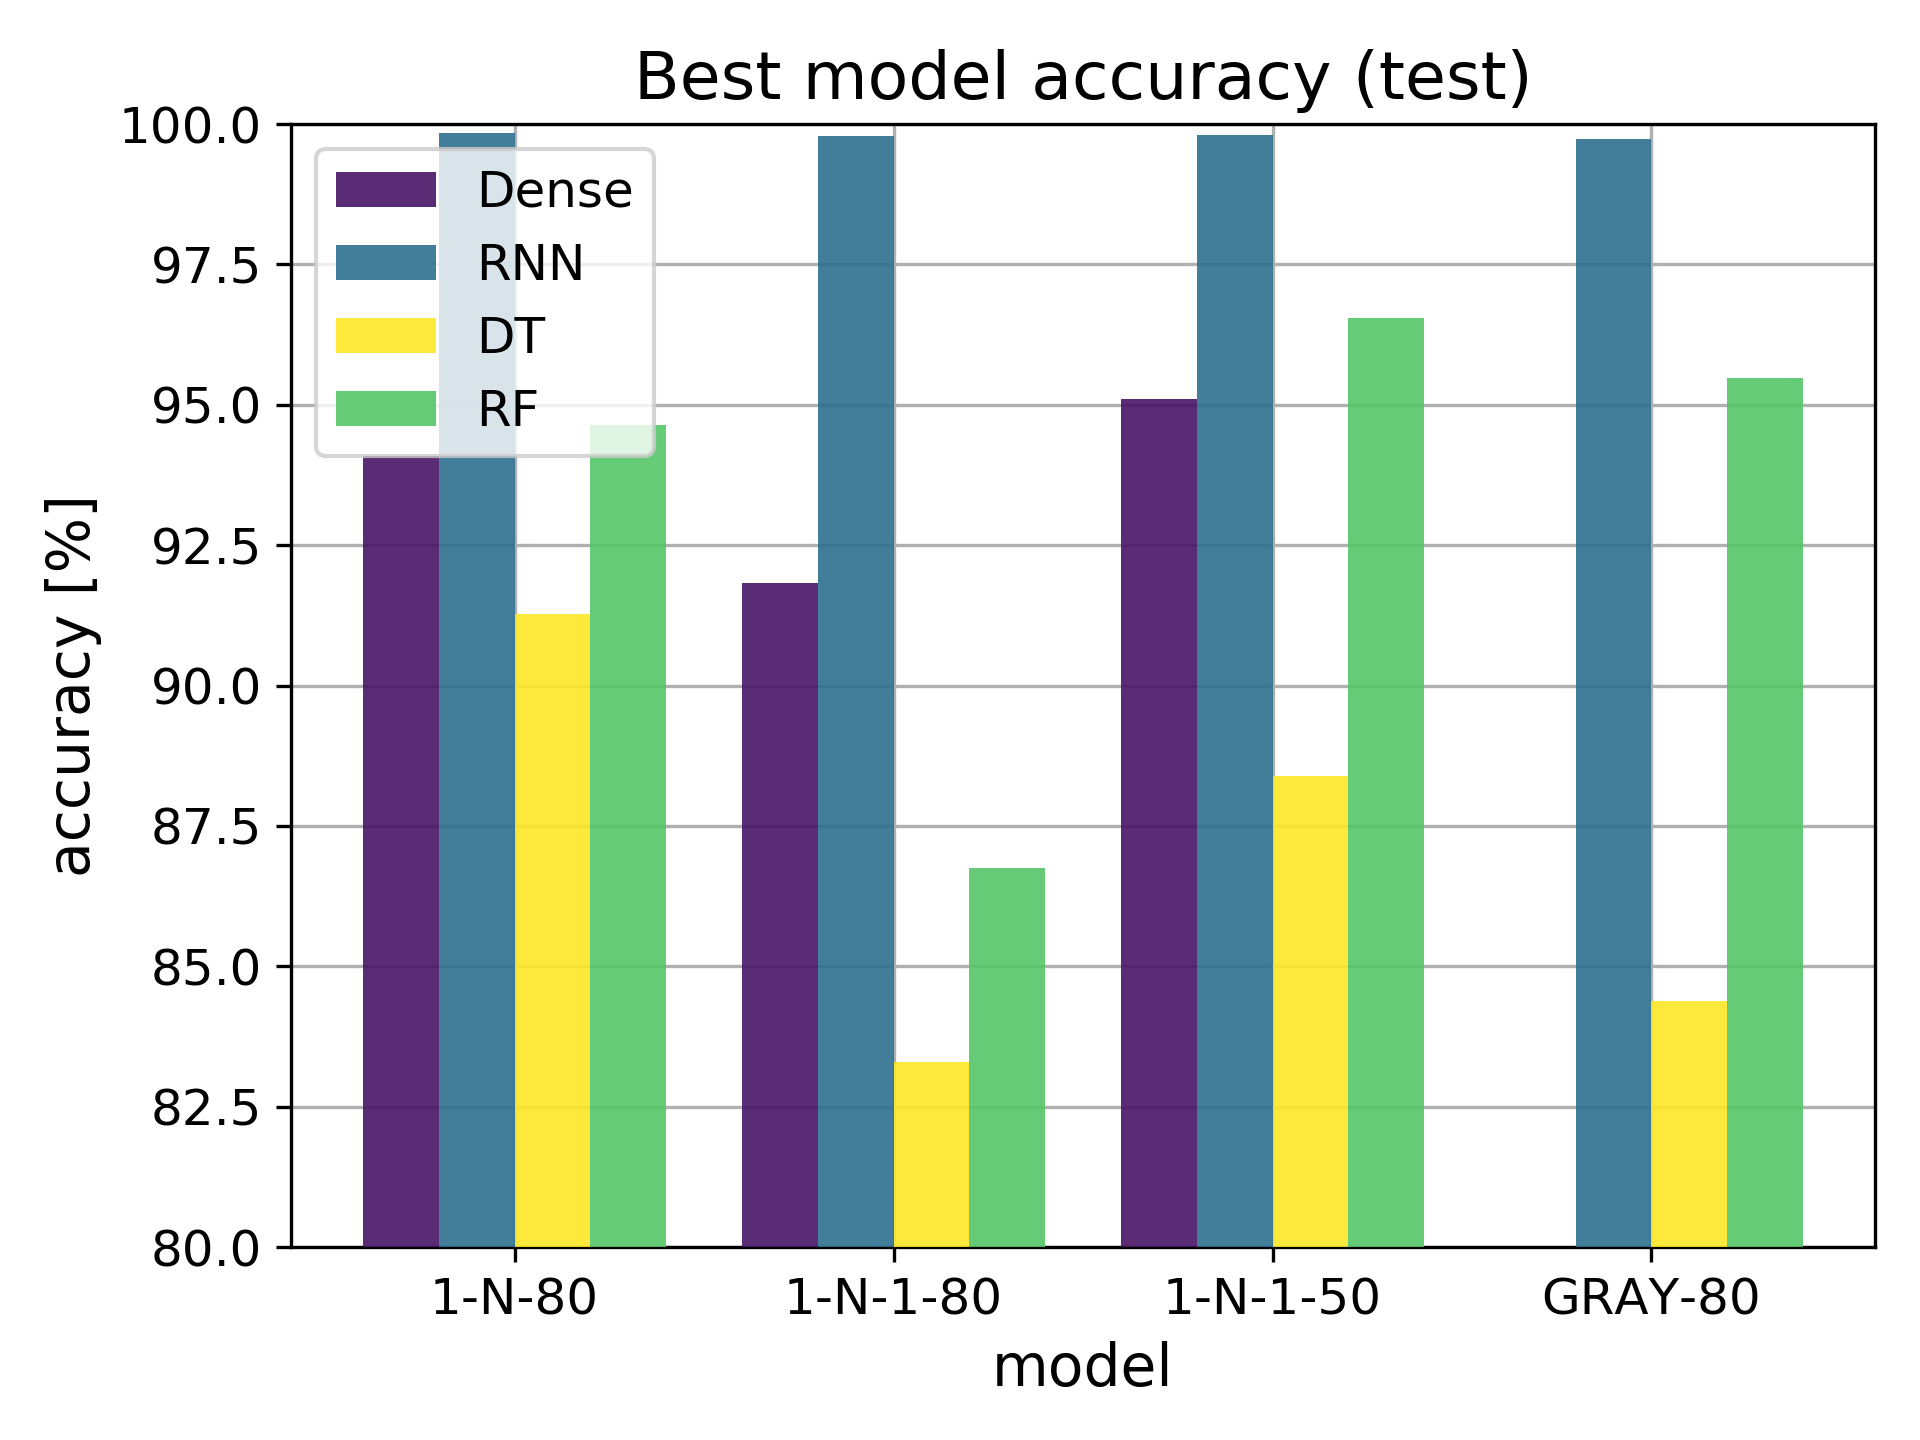 Best model accuracy (test)
100.0
97.5
95.0
92.5
90.0
87.5
85.0
82.5
80.0
accuracy [%]
Dense
RNN
DT
RF
1-N-80
1-N-1-80
1-N-1-50
GRAY-80
model